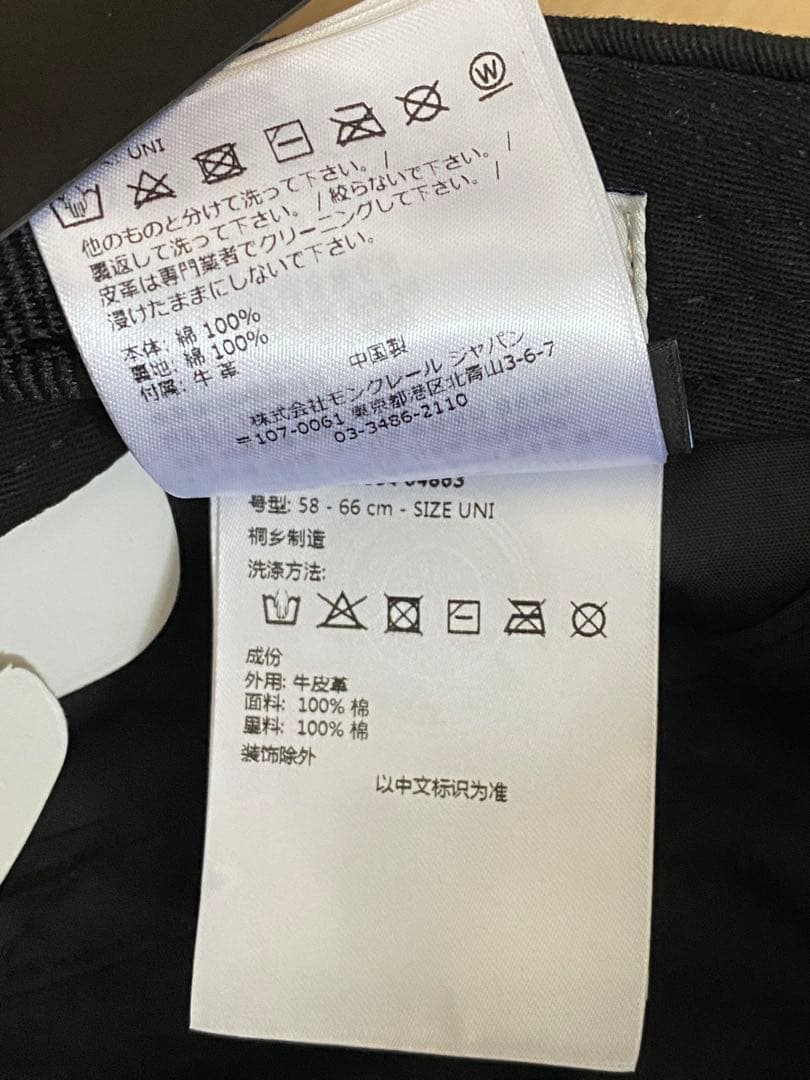 UNI
W
他のものと分けて洗って下さい。/
裏返して洗って下さい。/ 絞らないで下さい。/
皮革は専門業者でクリーニングして下さい。/
浸けたままにしないで下さい。
本体: 綿 100%
裏地: 綿 100%
付属: 牛革
中国製
株式会社モンクレール ジャパン
〒107-0061 東京都港区北青山3-6-7
03-3486-2110
04863
号型: 58 - 66 cm - SIZE UNI
桐乡制造
洗涤方法:
成份
外用: 牛皮革
面料: 100% 棉
里料: 100% 棉
装饰除外
以中文标识为准